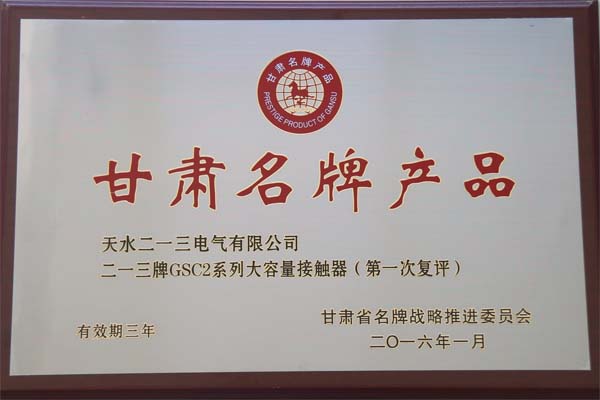 甘肃名牌产品
PRESTIGE PRODUCT OF GANSU
甘肃名牌产品
天水二一三电气有限公司
二一三牌GSC2系列大容量接触器（第一次复评）
有效期三年
甘肃省名牌战略推进委员会
二〇一六年一月